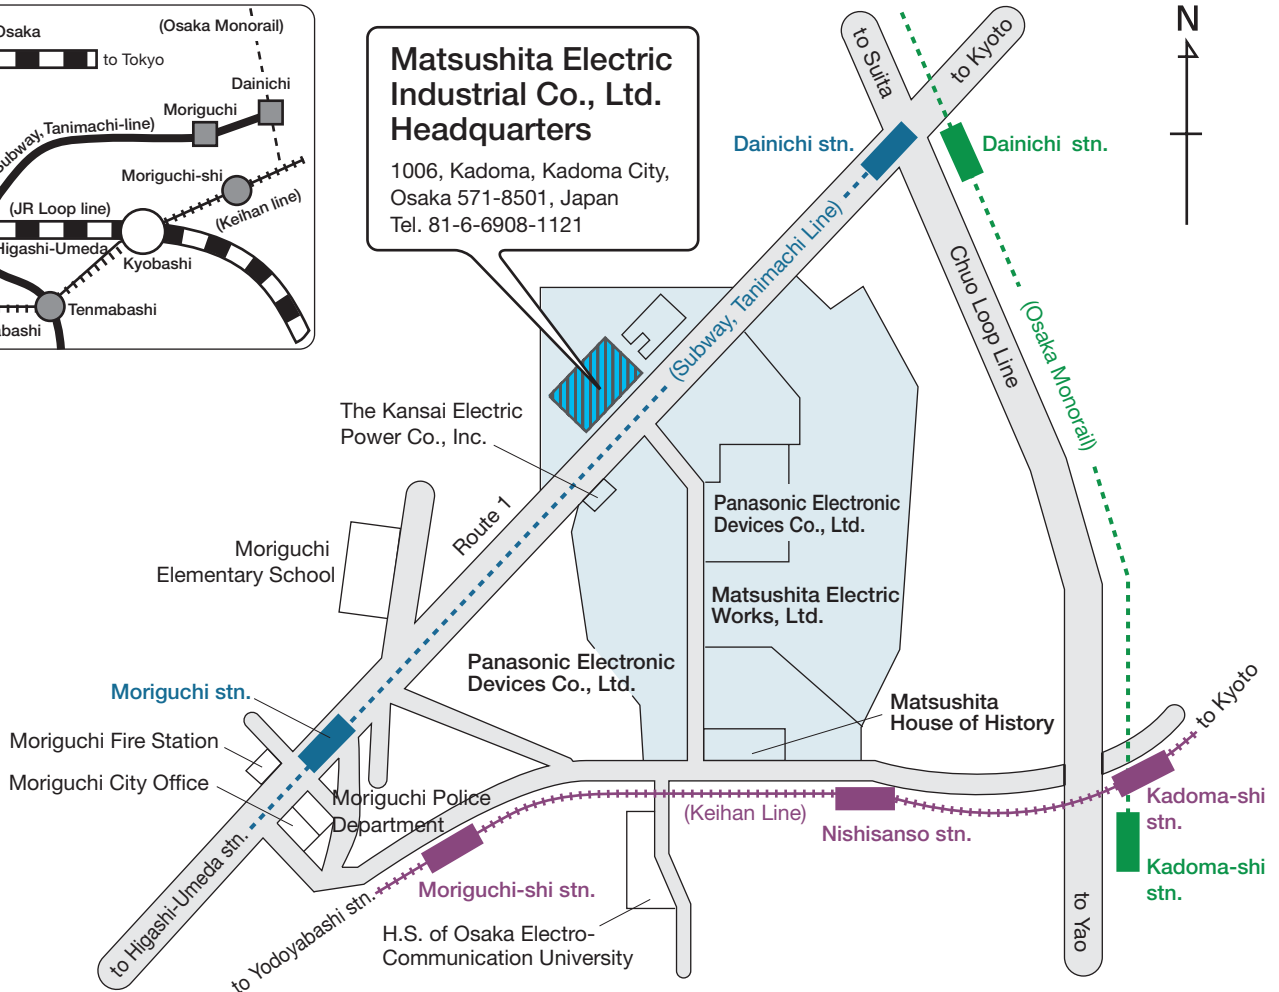 Osaka
(Osaka Monorail)
to Tokyo
Dainichi
Moriguchi
Subway, Tanimachi-line)
Moriguchi-shi
(JR Loop line)
(Keihan line)
Higashi-Umeda
Kyobashi
Tenmabashi
abashi
Matsushita Electric
Industrial Co., Ltd.
Headquarters
1006, Kadoma, Kadoma City,
Osaka 571-8501, Japan
Tel. 81-6-6908-1121
to Suita
to Kyoto
N
Dainichi stn.
Dainichi stn.
(Subway, Tanimachi Line)
Chuo Loop Line
(Osaka Monorail)
The Kansai Electric
Power Co., Inc.
Route 1
Panasonic Electronic
Devices Co., Ltd.
Moriguchi
Elementary School
Matsushita Electric
Works, Ltd.
Panasonic Electronic
Devices Co., Ltd.
Moriguchi stn.
Matsushita
House of History
to Kyoto
Moriguchi Fire Station
Moriguchi City Office
Moriguchi Police
Department
(Keihan Line)
Nishisanso stn.
Kadoma-shi
stn.
Kadoma-shi
stn.
to Higashi-Umeda stn.
Moriguchi-shi stn.
to Yodoyabashi stn.
to Yao
H.S. of Osaka Electro-
Communication University